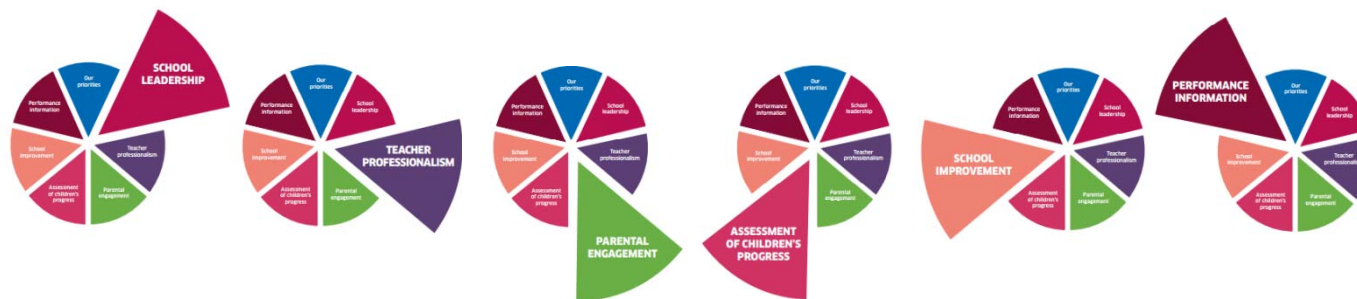 SCHOOL
LEADERSHIP
Our
priorities
Performance
information
School
improvement
Teacher
professionalism
Assessment
of children's
progress
Parental
engagement
Our
priorities
Performance
information
School
leadership
TEACHER
PROFESSIONALISM
School
improvement
Assessment
of children's
progress
Parental
engagement
Our
priorities
Performance
information
School
leadership
School
improvement
Teacher
professionalism
Assessment
of children's
progress
PARENTAL
ENGAGEMENT
Our
priorities
Performance
information
School
leadership
School
improvement
Teacher
professionalism
Parental
engagement
ASSESSMENT
OF CHILDREN'S
PROGRESS
Our
priorities
Performance
information
School
leadership
SCHOOL
IMPROVEMENT
Teacher
professionalism
Assessment
of children's
progress
Parental
engagement
PERFORMANCE
INFORMATION
Our
priorities
School
leadership
School
improvement
Teacher
Assessment
of children's
progress
Parental
engagement